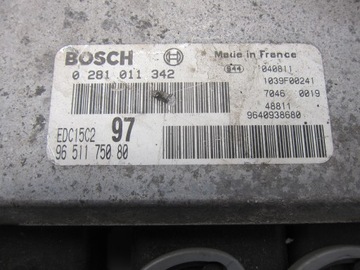 BOSCH
Made in France
0 281 011 342
040811
1039F00241
7046 0019
48811
9640938680
EDC15C2 97
96 511 750 80